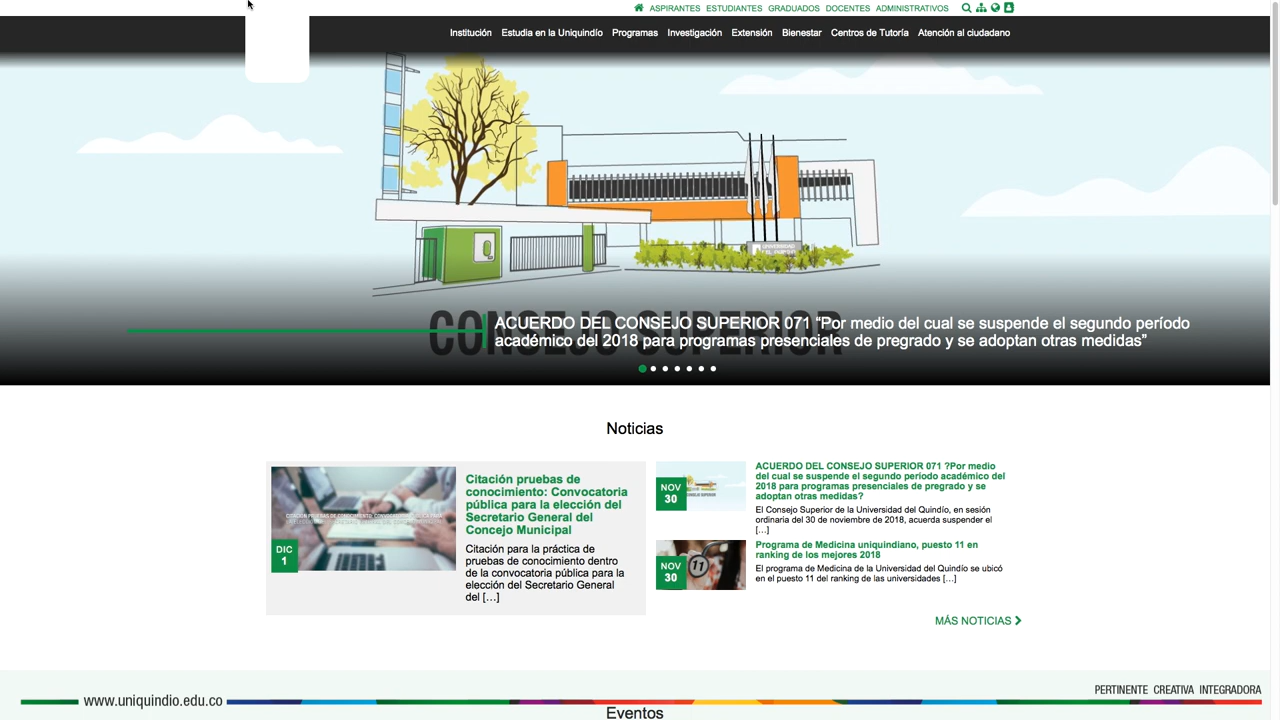 ASPIRANTES ESTUDIANTES GRADUADOS DOCENTES ADMINISTRATIVOS
Institución Estudia en la Uniquindío Programas Investigación Extensión Bienestar Centros de Tutoría Atención al ciudadano
UNIVERSIDAD
CONSEJO SUPERIOR
ACUERDO DEL CONSEJO SUPERIOR 071 “Por medio del cual se suspende el segundo período
académico del 2018 para programas presenciales de pregrado y se adoptan otras medidas”
Noticias
DIC
1
Citación pruebas de
conocimiento: Convocatoria
pública para la elección del
Secretario General del
Concejo Municipal
Citación para la práctica de
pruebas de conocimiento dentro
de la convocatoria pública para la
elección del Secretario General
del […]
NOV
30
ACUERDO DEL CONSEJO SUPERIOR 071 ?Por medio
del cual se suspende el segundo período académico del
2018 para programas presenciales de pregrado y se
adoptan otras medidas?
El Consejo Superior de la Universidad del Quindío, en sesión
ordinaria del 30 de noviembre de 2018, acuerda suspender el
[…]
NOV
30
11
Programa de Medicina uniquindiano, puesto 11 en
ranking de los mejores 2018
El programa de Medicina de la Universidad del Quindío se ubicó
en el puesto 11 del ranking de las universidades […]
MÁS NOTICIAS
PERTINENTE CREATIVA INTEGRADORA
www.uniquindio.edu.co
Eventos